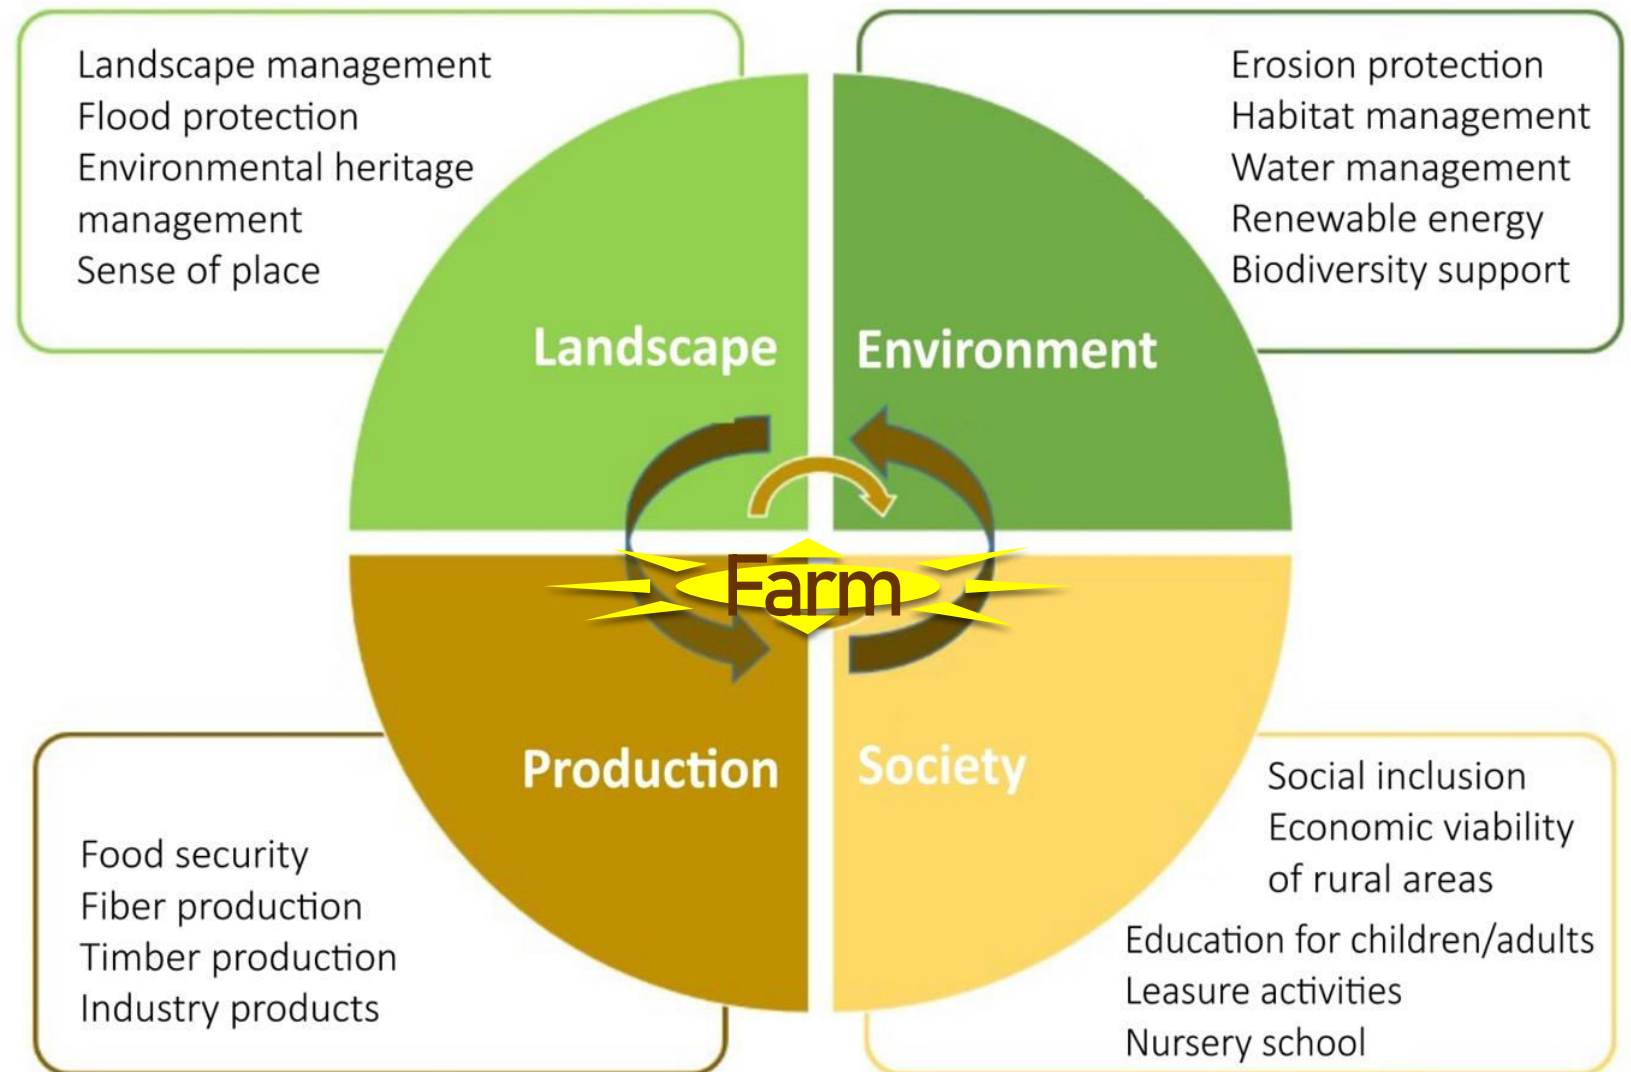 Landscape management
Flood protection
Environmental heritage
management
Sense of place
Erosion protection
Habitat management
Water management
Renewable energy
Biodiversity support
Landscape
Environment
Farm
Production
Society
Food security
Fiber production
Timber production
Industry products
Social inclusion
Economic viability
of rural areas
Education for children/adults
Leasure activities
Nursery school